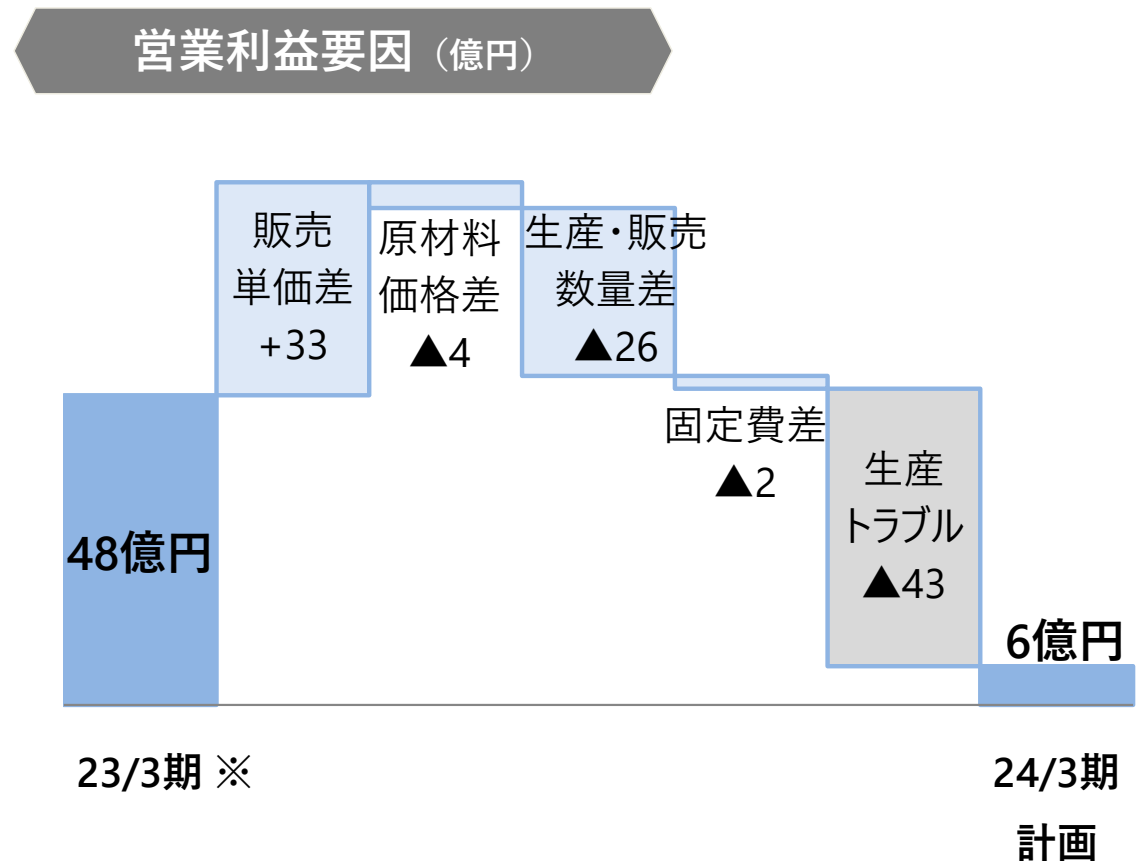 営業利益要因（億円）
販売
単価差
+33
原材料
価格差
▲4
生産・販売
数量差
▲26
固定費差
▲2
生産
トラブル
▲43
48億円
6億円
23/3期 ※
24/3期
計画